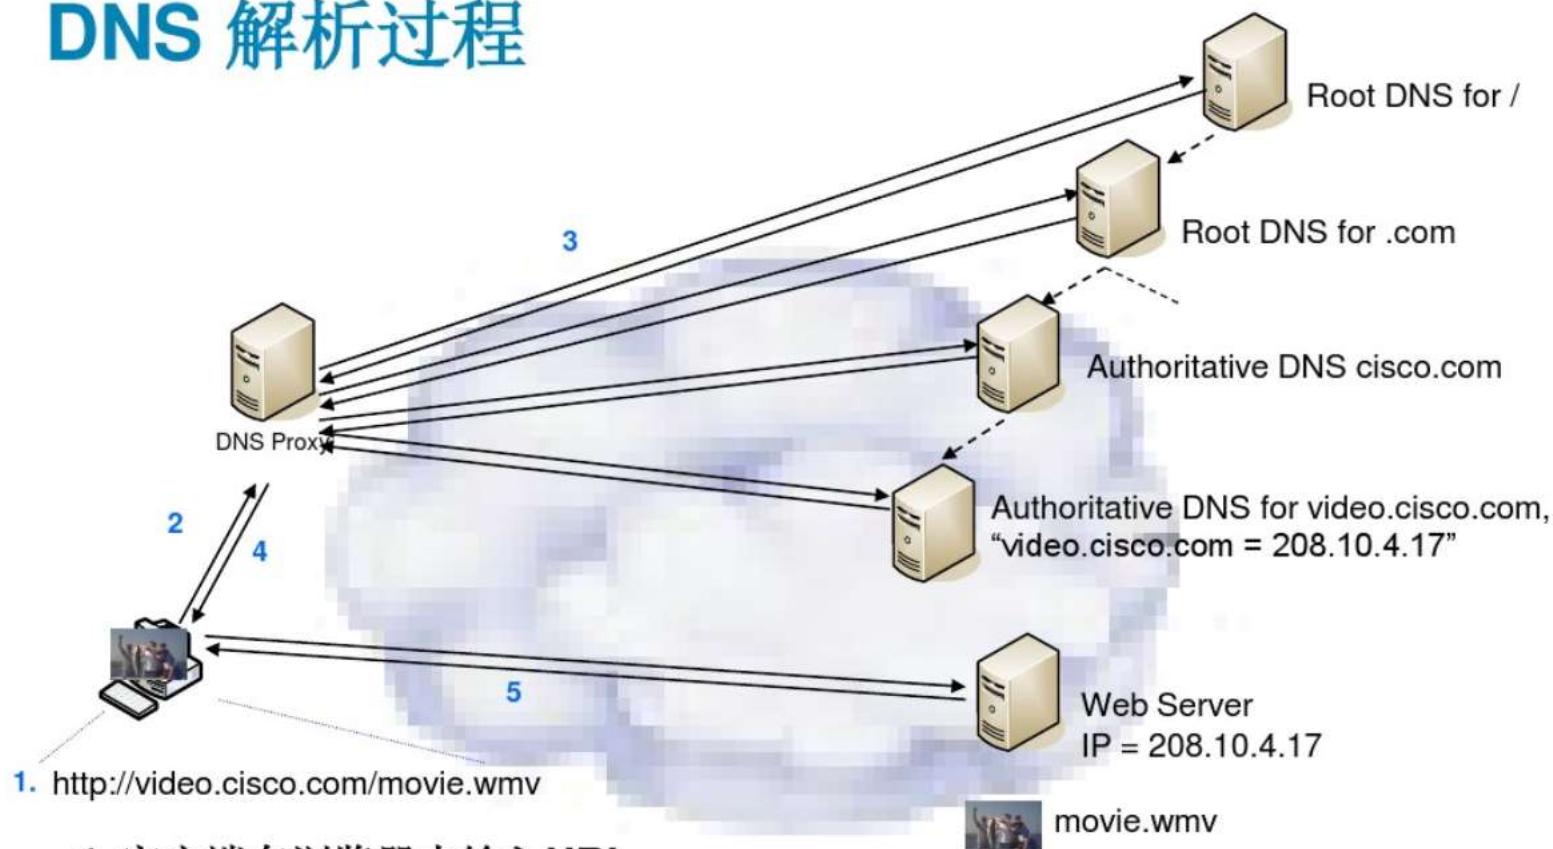 DNS 解析过程
Root DNS for /
Root DNS for .com
3
Authoritative DNS cisco.com
DNS Proxy
Authoritative DNS for video.cisco.com,
“video.cisco.com = 208.10.4.17”
2
4
5
Web Server
IP = 208.10.4.17
1. http://video.cisco.com/movie.wmv
movie.wmv